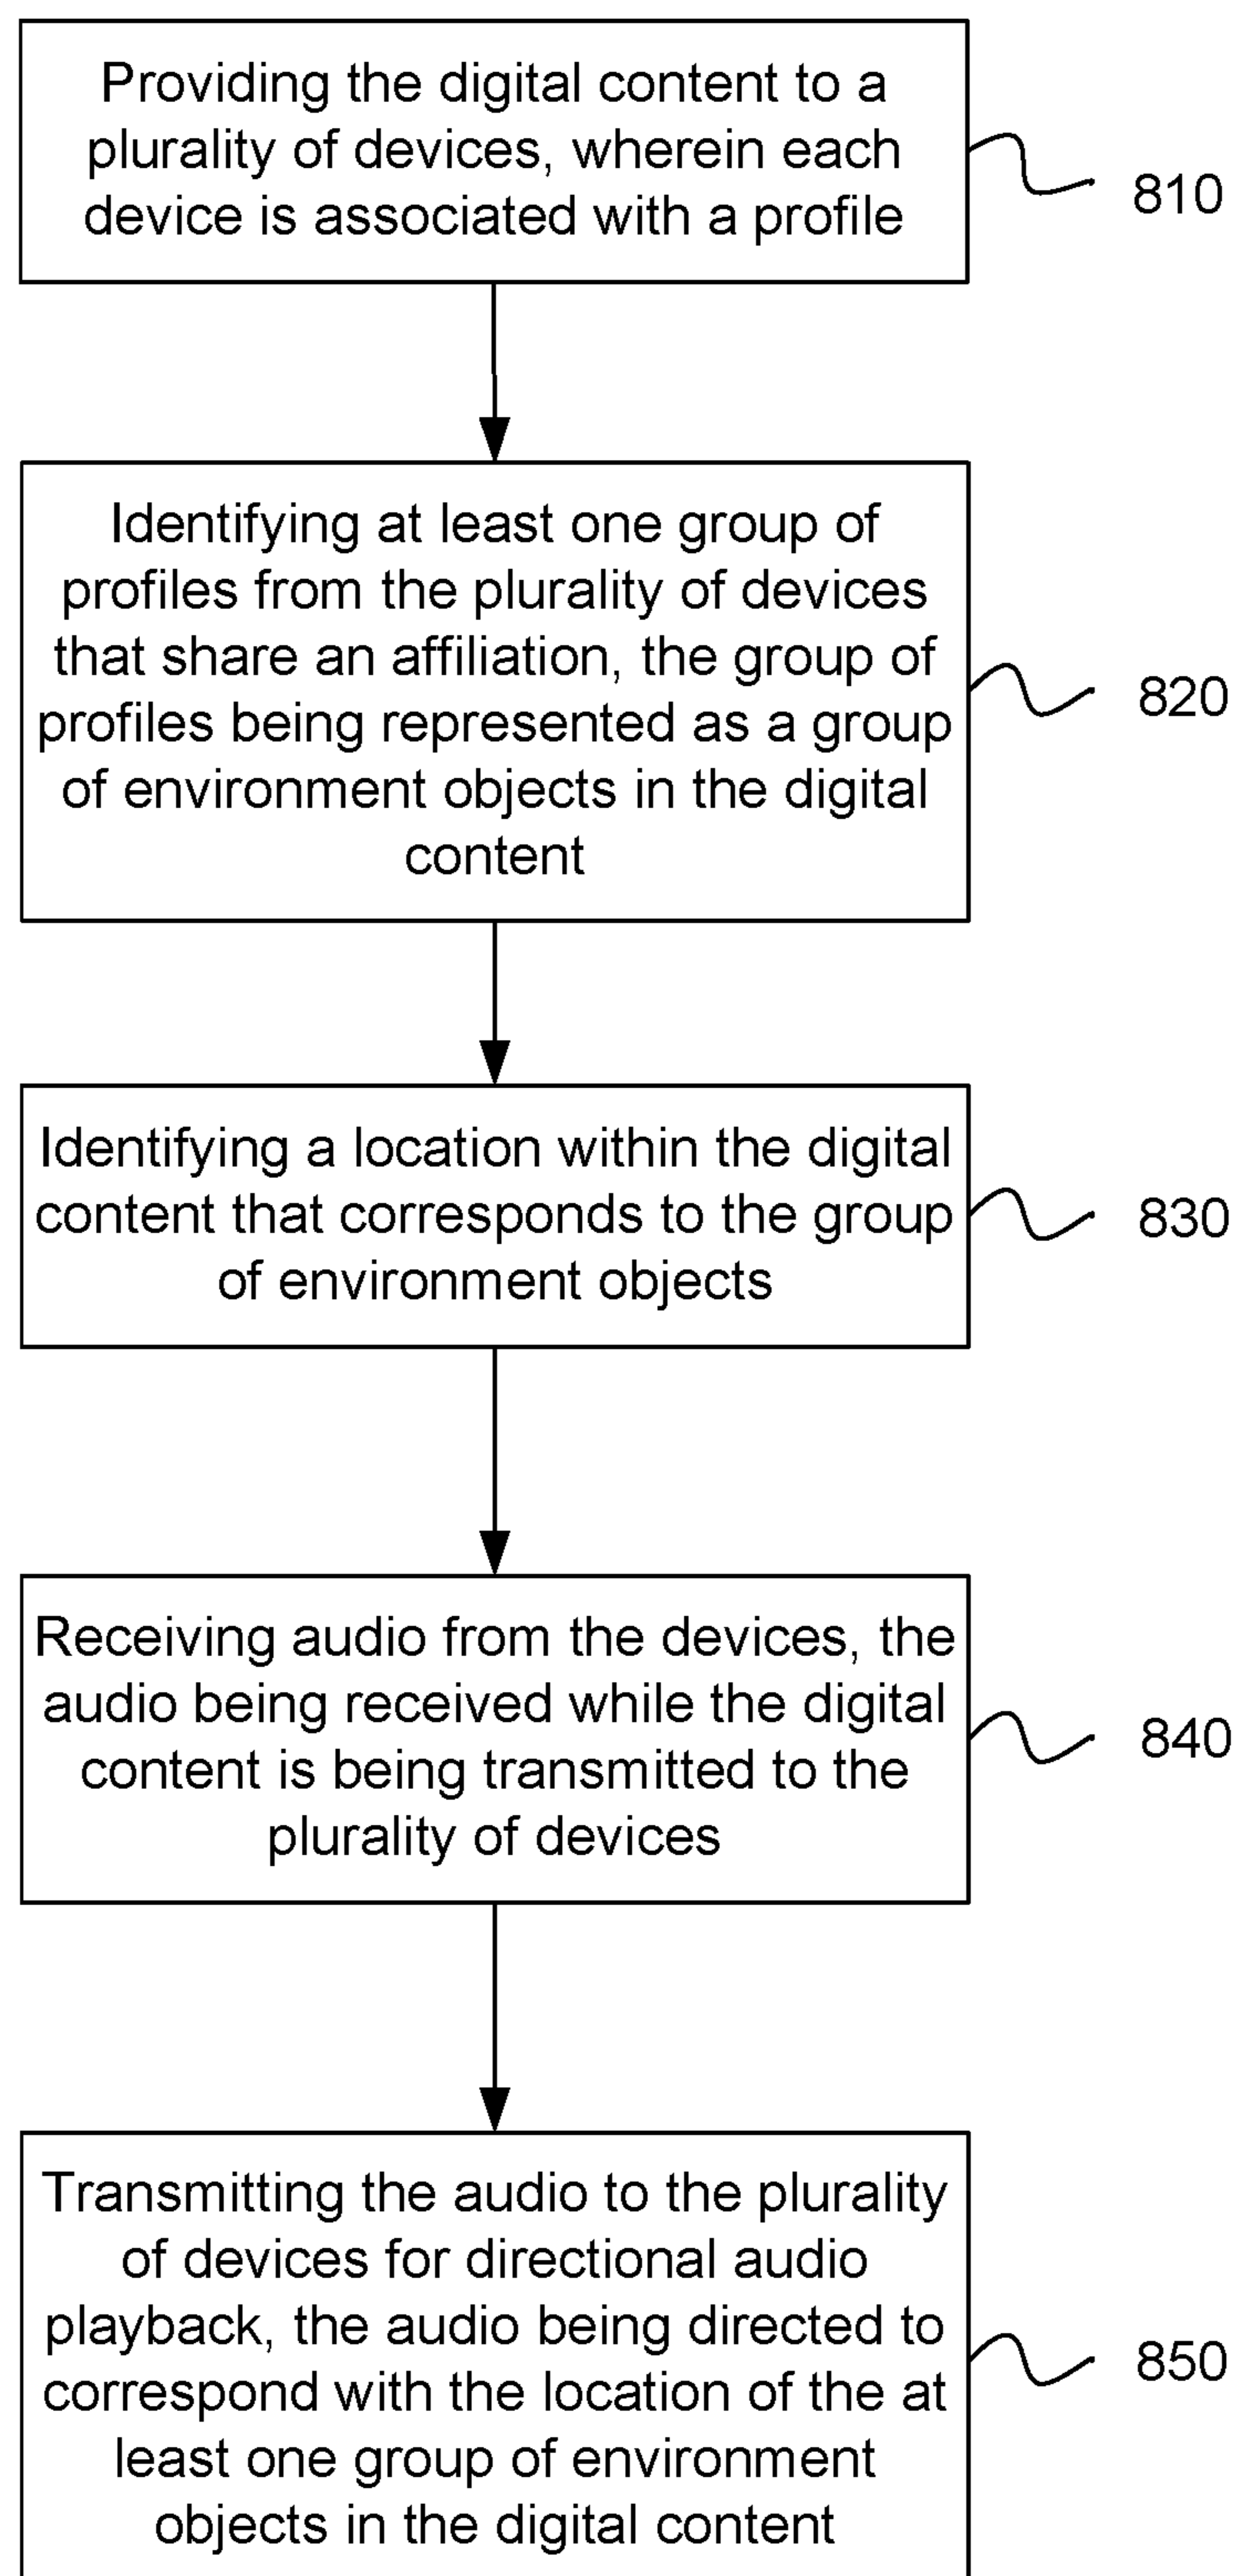 Providing the digital content to a
plurality of devices, wherein each
device is associated with a profile
810
Identifying at least one group of
profiles from the plurality of devices
that share an affiliation, the group of
profiles being represented as a group
of environment objects in the digital
content
820
Identifying a location within the digital
content that corresponds to the group
of environment objects
830
Receiving audio from the devices, the
audio being received while the digital
content is being transmitted to the
plurality of devices
840
Transmitting the audio to the plurality
of devices for directional audio
playback, the audio being directed to
correspond with the location of the at
least one group of environment
objects in the digital content
850